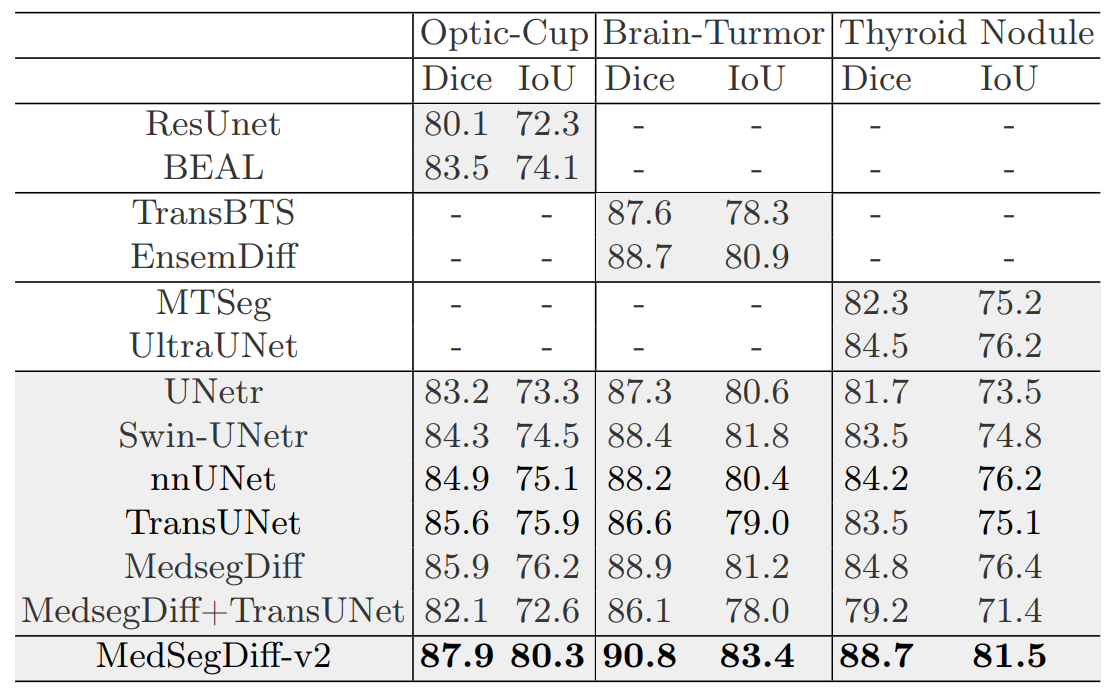 Optic-Cup Brain-Turmor Thyroid Nodule
Dice IoU Dice IoU Dice IoU
ResUnet 80.1 72.3 - - - -
BEAL 83.5 74.1 - - - -
TransBTS - - 87.6 78.3 - -
EnsemDiff - - 88.7 80.9 - -
MTSeg - - - - 82.3 75.2
UltraUNet - - - - 84.5 76.2
UNetr 83.2 73.3 87.3 80.6 81.7 73.5
Swin-UNetr 84.3 74.5 88.4 81.8 83.5 74.8
nnUNet 84.9 75.1 88.2 80.4 84.2 76.2
TransUNet 85.6 75.9 86.6 79.0 83.5 75.1
MedsegDiff 85.9 76.2 88.9 81.2 84.8 76.4
MedsegDiff+TransUNet 82.1 72.6 86.1 78.0 79.2 71.4
MedSegDiff-v2 87.9 80.3 90.8 83.4 88.7 81.5